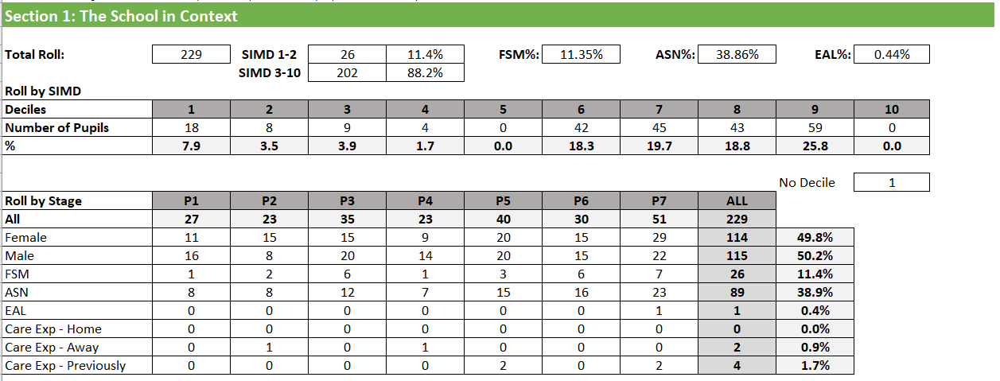 Section 1: The School in Context
Total Roll: 229 SIMD 1-2 26 11.4% FSM%: 11.35% ASN%: 38.86% EAL%: 0.44%
SIMD 3-10 202 88.2%
Roll by SIMD
Deciles 1 2 3 4 5 6 7 8 9 10
Number of Pupils 18 8 9 4 0 42 45 43 59 0
% 7.9 3.5 3.9 1.7 0.0 18.3 19.7 18.8 25.8 0.0
No Decile 1
Roll by Stage P1 P2 P3 P4 P5 P6 P7 ALL
All 27 23 35 23 40 30 51 229
Female 11 15 15 9 20 15 29 114 49.8%
Male 16 8 20 14 20 15 22 115 50.2%
FSM 1 2 6 1 3 6 7 26 11.4%
ASN 8 8 12 7 15 16 23 89 38.9%
EAL 0 0 0 0 0 0 1 1 0.4%
Care Exp - Home 0 0 0 0 0 0 0 0 0.0%
Care Exp - Away 0 1 0 1 0 0 0 2 0.9%
Care Exp - Previously 0 0 0 0 2 0 2 4 1.7%